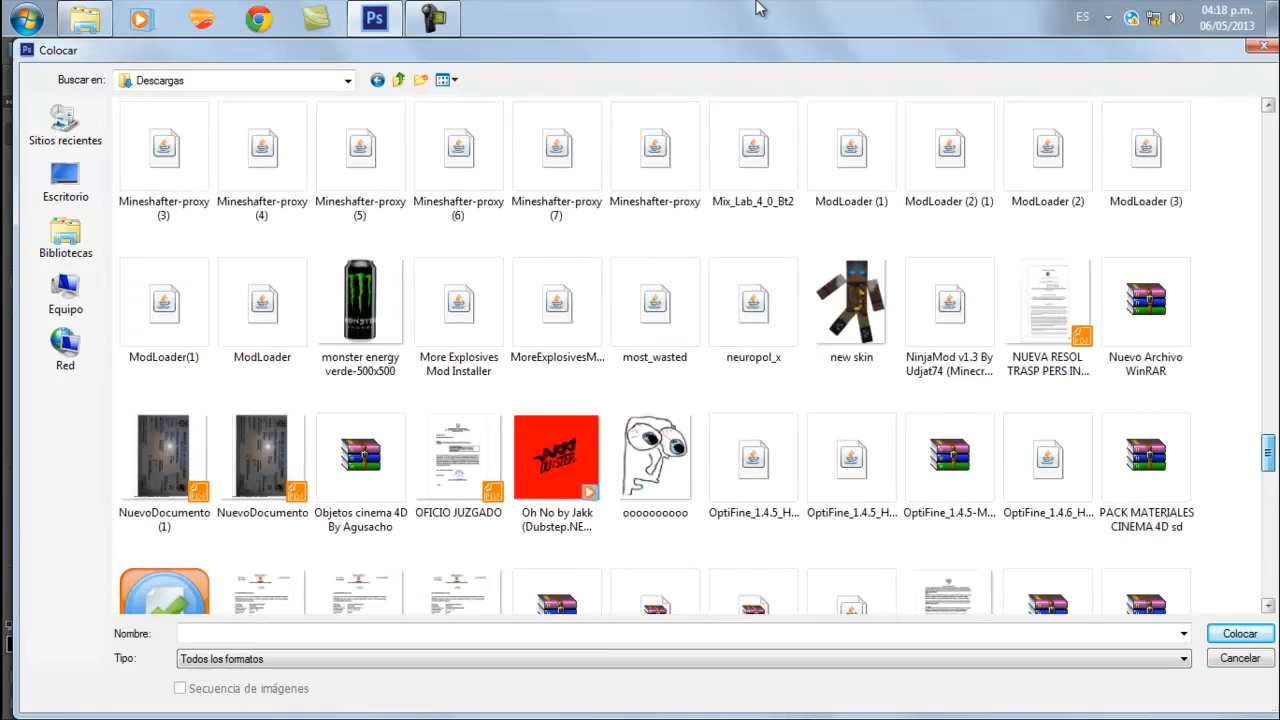 Ps
ES
04:18 p.m.
06/05/2013
Ps Colocar
Buscar en:
Descargas
Sitios recientes
Escritorio
Bibliotecas
Equipo
Red
Mineshafter-proxy (3)
Mineshafter-proxy (4)
Mineshafter-proxy (5)
Mineshafter-proxy (6)
Mineshafter-proxy (7)
Mineshafter-proxy
Mix_Lab_4_0_Bt2
ModLoader (1)
ModLoader (2) (1)
ModLoader (2)
ModLoader (3)
ModLoader(1)
ModLoader
monster energy
verde-500x500
More Explosives
Mod Installer
MoreExplosivesM...
most_wasted
neuropol_x
new skin
NinjaMod v1.3 By
Udjat74 (Minecr...
NUEVA RESOL
TRASP PERS IN...
Nuevo Archivo
WinRAR
NuevoDocumento
(1)
NuevoDocumento
Objetos cinema 4D
By Agusacho
OFICIO JUZGADO
Oh No by Jakk
(Dubstep.NE...
oooooooooo
OptiFine_1.4.5_H...
OptiFine_1.4.5_H...
OptiFine_1.4.5-M...
OptiFine_1.4.6_H...
PACK MATERIALES
CINEMA 4D sd
Nombre:
Colocar
Tipo:
Todos los formatos
Cancelar
Secuencia de imágenes